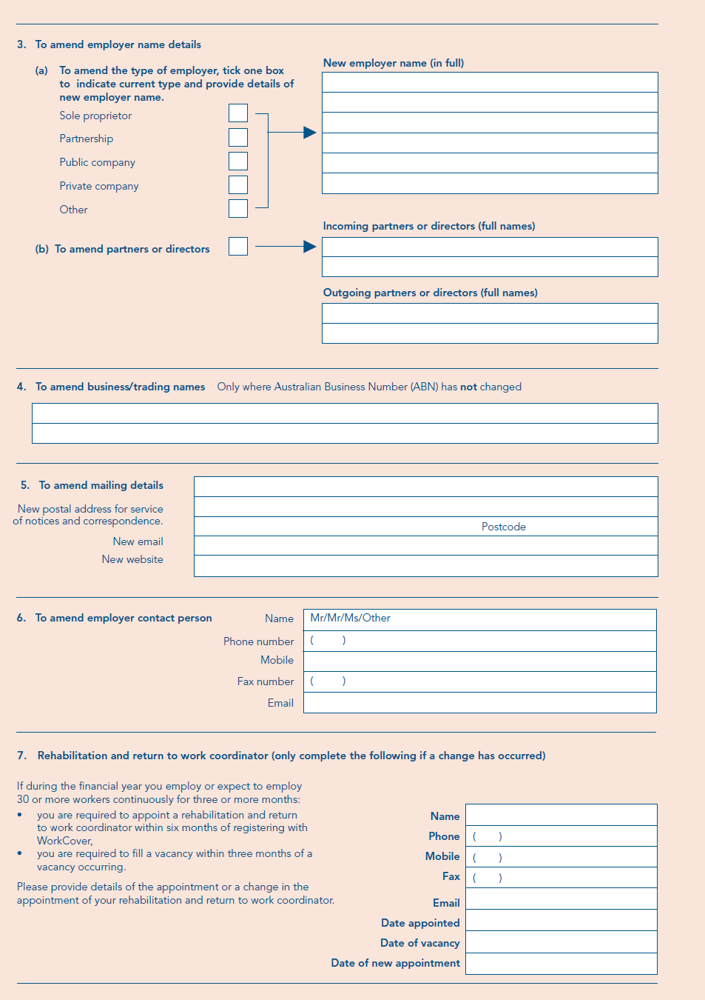 3. To amend employer name details
(a) To amend the type of employer, tick one box
to indicate current type and provide details of
new employer name.
Sole proprietor
Partnership
Public company
Private company
Other
New employer name (in full)
(b) To amend partners or directors
Incoming partners or directors (full names)
Outgoing partners or directors (full names)
4. To amend business/trading names Only where Australian Business Number (ABN) has not changed
5. To amend mailing details
New postal address for service
of notices and correspondence.
Postcode
New email
New website
6. To amend employer contact person
Name Mr/Mr/Ms/Other
Phone number ( )
Mobile
Fax number ( )
Email
7. Rehabilitation and return to work coordinator (only complete the following if a change has occurred)
If during the financial year you employ or expect to employ
30 or more workers continuously for three or more months:
• you are required to appoint a rehabilitation and return
to work coordinator within six months of registering with
WorkCover,
• you are required to fill a vacancy within three months of a
vacancy occurring.
Please provide details of the appointment or a change in the
appointment of your rehabilitation and return to work coordinator.
Name
Phone ( )
Mobile ( )
Fax ( )
Email
Date appointed
Date of vacancy
Date of new appointment